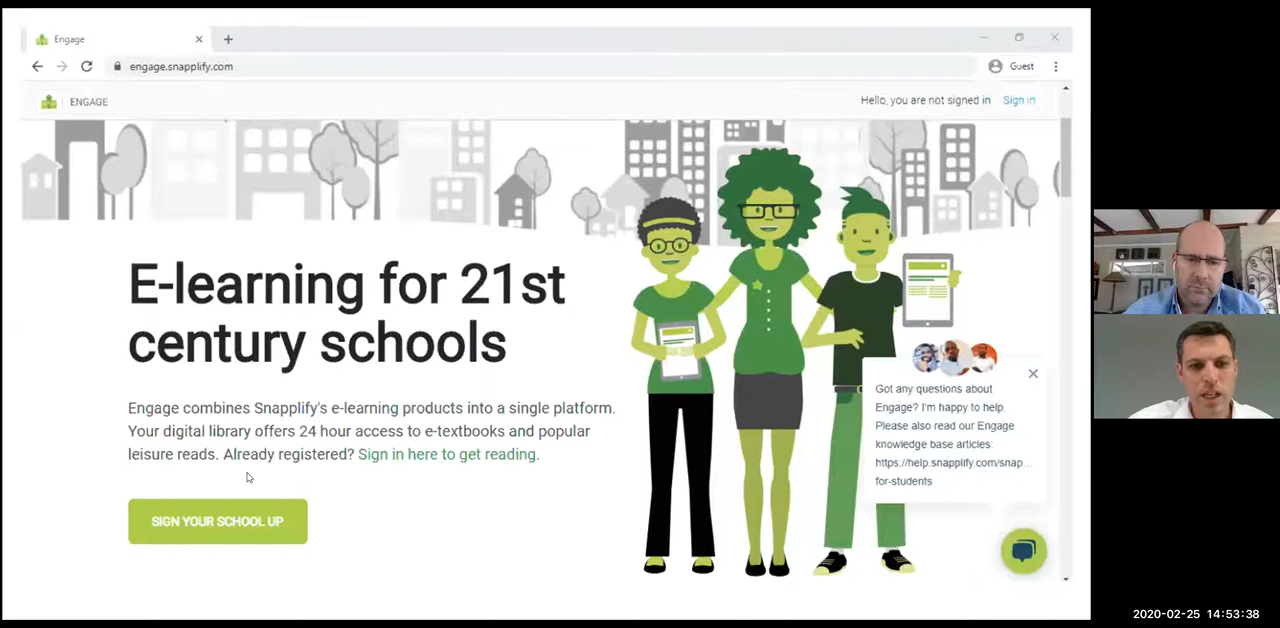 Engage
engage.snapplify.com
Guest
ENGAGE
Hello, you are not signed in Sign in
E-learning for 21st
century schools
Engage combines Snapplify's e-learning products into a single platform.
Your digital library offers 24 hour access to e-textbooks and popular
leisure reads. Already registered? Sign in here to get reading.
SIGN YOUR SCHOOL UP
Got any questions about
Engage? I'm happy to help.
Please also read our Engage
knowledge base articles:
https://help.snapplify.com/snap...
for-students
2020-02-25 14:53:38